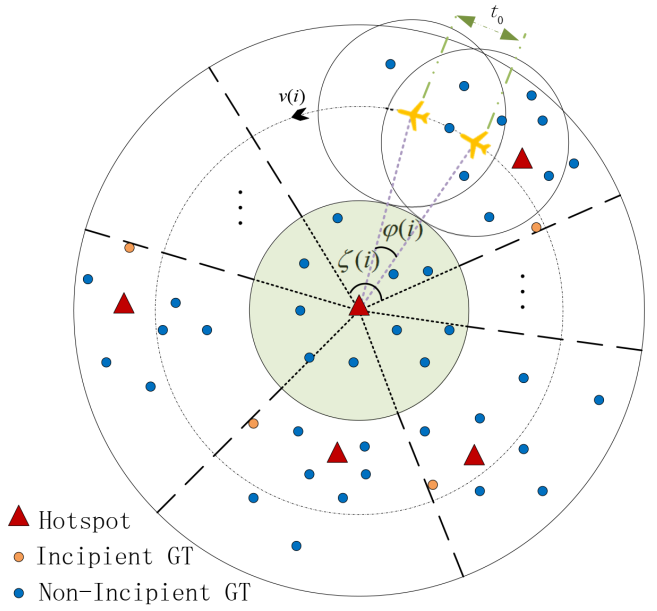 t₀
v(i)
φ(i)
ζ(i)
Hotspot
Incipient GT
Non-Incipient GT